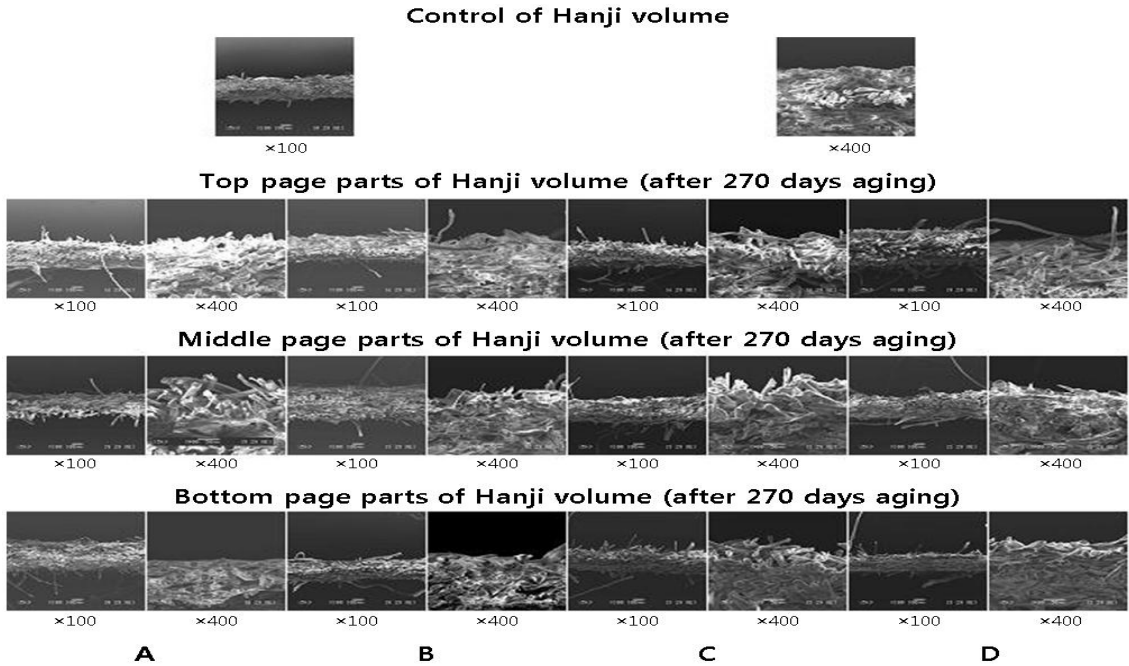 Control of Hanji volume
×100 ×400
Top page parts of Hanji volume (after 270 days aging)
×100 ×400 ×100 ×400 ×100 ×400 ×100 ×400
Middle page parts of Hanji volume (after 270 days aging)
×100 ×400 ×100 ×400 ×100 ×400 ×100 ×400
Bottom page parts of Hanji volume (after 270 days aging)
×100 ×400 ×100 ×400 ×100 ×400 ×100 ×400
A B C D